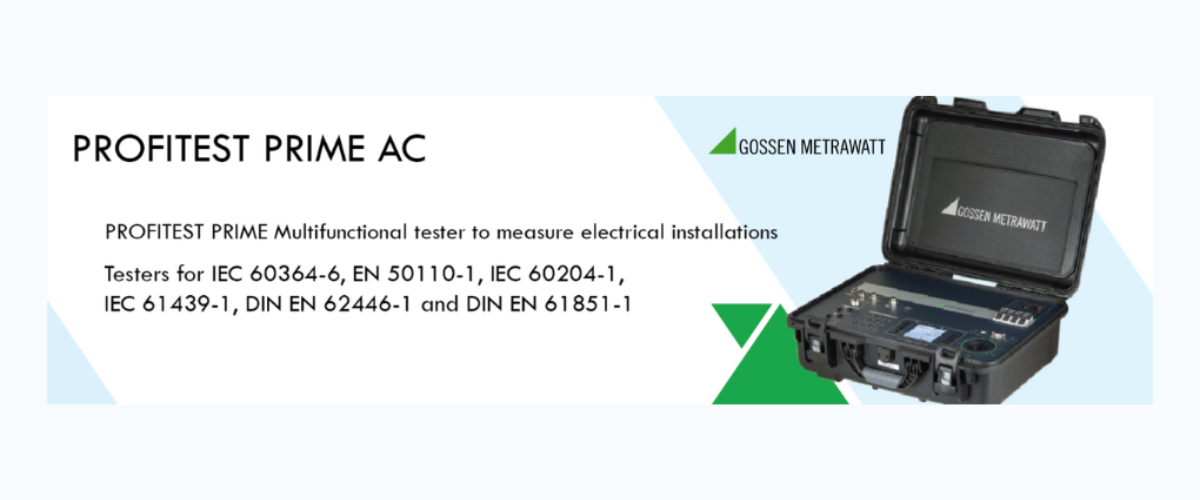 PROFITEST PRIME AC
GOSSEN METRAWATT
GOSSEN METRAWATT
PROFITEST PRIME Multifunctional tester to measure electrical installations
Testers for IEC 60364-6, EN 50110-1, IEC 60204-1,
IEC 61439-1, DIN EN 62446-1 and DIN EN 61851-1